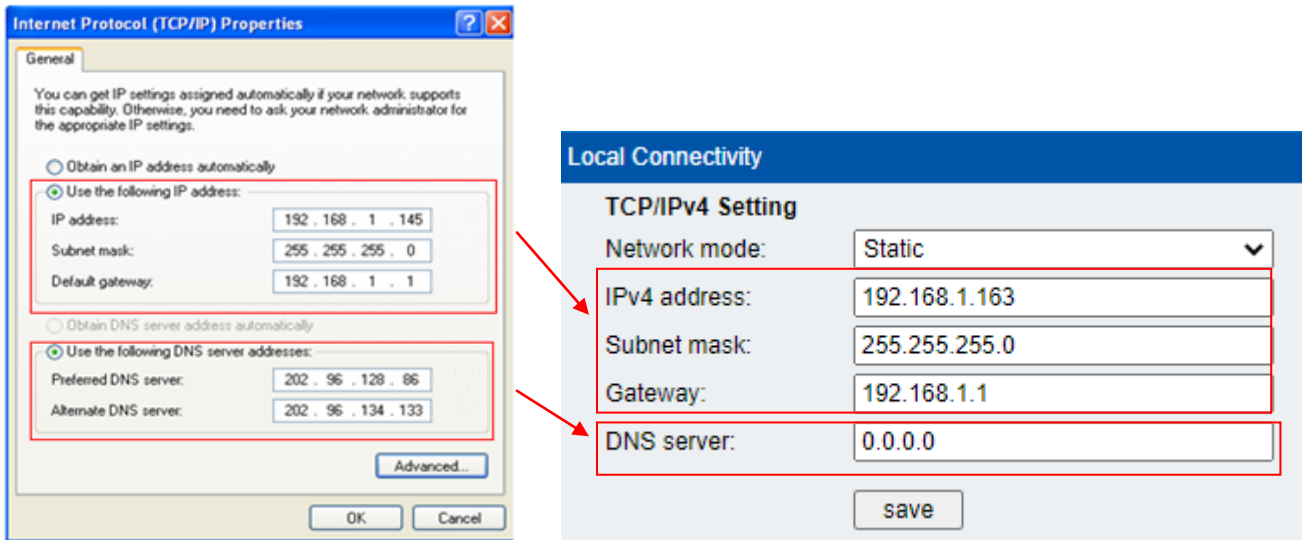 Internet Protocol (TCP/IP) Properties
General
You can get IP settings assigned automatically if your network supports
this capability. Otherwise, you need to ask your network administrator for
the appropriate IP settings.
Obtain an IP address automatically
Use the following IP address:
IP address: 192 . 168 . 1 . 145
Subnet mask: 255 . 255 . 255 . 0
Default gateway: 192 . 168 . 1 . 1
Obtain DNS server address automatically
Use the following DNS server addresses:
Preferred DNS server: 202 . 96 . 128 . 86
Alternate DNS server: 202 . 96 . 134 . 133
Advanced...
OK Cancel
Local Connectivity
TCP/IPv4 Setting
Network mode: Static
IPv4 address: 192.168.1.163
Subnet mask: 255.255.255.0
Gateway: 192.168.1.1
DNS server: 0.0.0.0
save